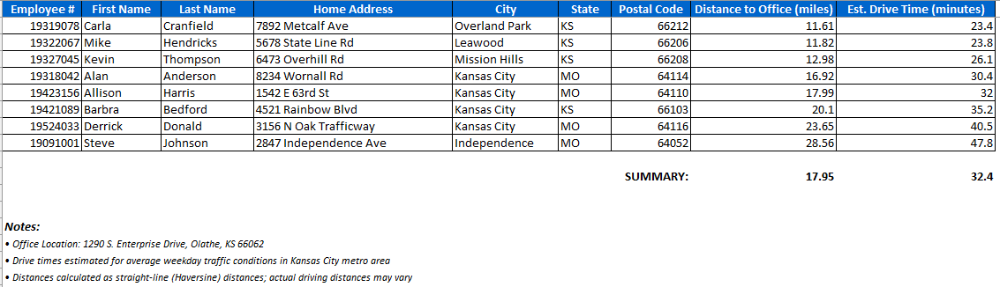 Employee # First Name Last Name Home Address City State Postal Code Distance to Office (miles) Est. Drive Time (minutes)
19319078 Carla Cranfield 7892 Metcalf Ave Overland Park KS 66212 11.61 23.4
19322067 Mike Hendricks 5678 State Line Rd Leawood KS 66206 11.82 23.8
19327045 Kevin Thompson 6473 Overhill Rd Mission Hills KS 66208 12.98 26.1
19318042 Alan Anderson 8234 Wornall Rd Kansas City MO 64114 16.92 30.4
19423156 Allison Harris 1542 E 63rd St Kansas City MO 64110 17.99 32
19421089 Barbra Bedford 4521 Rainbow Blvd Kansas City KS 66103 20.1 35.2
19524033 Derrick Donald 3156 N Oak Trafficway Kansas City MO 64116 23.65 40.5
19091001 Steve Johnson 2847 Independence Ave Independence MO 64052 28.56 47.8
SUMMARY: 17.95 32.4
Notes:
• Office Location: 1290 S. Enterprise Drive, Olathe, KS 66062
• Drive times estimated for average weekday traffic conditions in Kansas City metro area
• Distances calculated as straight-line (Haversine) distances; actual driving distances may vary